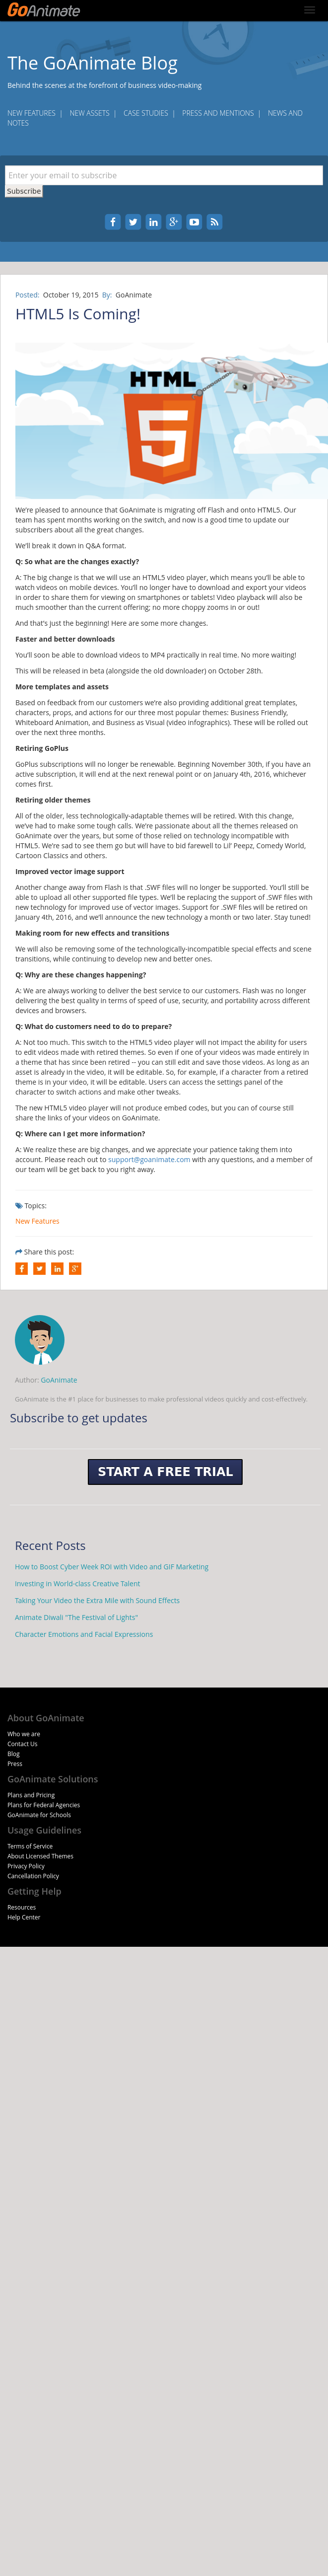 GoAnimate
The GoAnimate Blog
Behind the scenes at the forefront of business video-making
NEW FEATURES | NEW ASSETS | CASE STUDIES | PRESS AND MENTIONS | NEWS AND
NOTES
Enter your email to subscribe
Subscribe
Posted: October 19, 2015 By: GoAnimate
HTML5 Is Coming!
HTML
5
We're pleased to announce that GoAnimate is migrating off Flash and onto HTML5. Our
team has spent months working on the switch, and now is a good time to update our
subscribers about all the great changes.
We'll break it down in Q&A format.
Q: So what are the changes exactly?
A: The big change is that we will use an HTML5 video player, which means you'll be able to
watch videos on mobile devices. You'll no longer have to download and export your videos
in order to share them for viewing on smartphones or tablets! Video playback will also be
much smoother than the current offering; no more choppy zooms in or out!
And that's just the beginning! Here are some more changes.
Faster and better downloads
You'll soon be able to download videos to MP4 practically in real time. No more waiting!
This will be released in beta (alongside the old downloader) on October 28th.
More templates and assets
Based on feedback from our customers we're also providing additional great templates,
characters, props, and actions for our three most popular themes: Business Friendly,
Whiteboard Animation, and Business as Visual (video infographics). These will be rolled out
over the next three months.
Retiring GoPlus
GoPlus subscriptions will no longer be renewable. Beginning November 30th, if you have an
active subscription, it will end at the next renewal point or on January 4th, 2016, whichever
comes first.
Retiring older themes
All of the older, less technologically-adaptable themes will be retired. With this change,
we've had to make some tough calls. We're passionate about all the themes released on
GoAnimate over the years, but some of those relied on technology incompatible with
HTML5. We're sad to see them go but will have to bid farewell to Lil' Peepz, Comedy World,
Cartoon Classics and others.
Improved vector image support
Another change away from Flash is that .SWF files will no longer be supported. You'll still be
able to upload all other supported file types. We'll be replacing the support of .SWF files with
new technology for improved use of vector images. Support for .SWF files will be retired on
January 4th, 2016, and we'll announce the new technology a month or two later. Stay tuned!
Making room for new effects and transitions
We will also be removing some of the technologically-incompatible special effects and scene
transitions, while continuing to develop new and better ones.
Q: Why are these changes happening?
A: We are always working to deliver the best service to our customers. Flash was no longer
delivering the best quality in terms of speed of use, security, and portability across different
devices and browsers.
Q: What do customers need to do to prepare?
A: Not too much. This switch to the HTML5 video player will not impact the ability for users
to edit videos made with retired themes. So even if one of your videos was made entirely in
a theme that has since been retired -- you can still edit and save those videos. As long as an
asset is already in the video, it will be editable. So, for example, if a character from a retired
theme is in your video, it will be editable. Users can access the settings panel of the
character to switch actions and make other tweaks.
The new HTML5 video player will not produce embed codes, but you can of course still
share the links of your videos on GoAnimate.
Q: Where can I get more information?
A: We realize these are big changes, and we appreciate your patience taking them into
account. Please reach out to support@goanimate.com with any questions, and a member of
our team will be back to you right away.
Topics:
New Features
Share this post:
Author: GoAnimate
GoAnimate is the #1 place for businesses to make professional videos quickly and cost-effectively.
Subscribe to get updates
START A FREE TRIAL
Recent Posts
How to Boost Cyber Week ROI with Video and GIF Marketing
Investing in World-class Creative Talent
Taking Your Video the Extra Mile with Sound Effects
Animate Diwali "The Festival of Lights"
Character Emotions and Facial Expressions
About GoAnimate
Who we are
Contact Us
Blog
Press
GoAnimate Solutions
Plans and Pricing
Plans for Federal Agencies
GoAnimate for Schools
Usage Guidelines
Terms of Service
About Licensed Themes
Privacy Policy
Cancellation Policy
Getting Help
Resources
Help Center